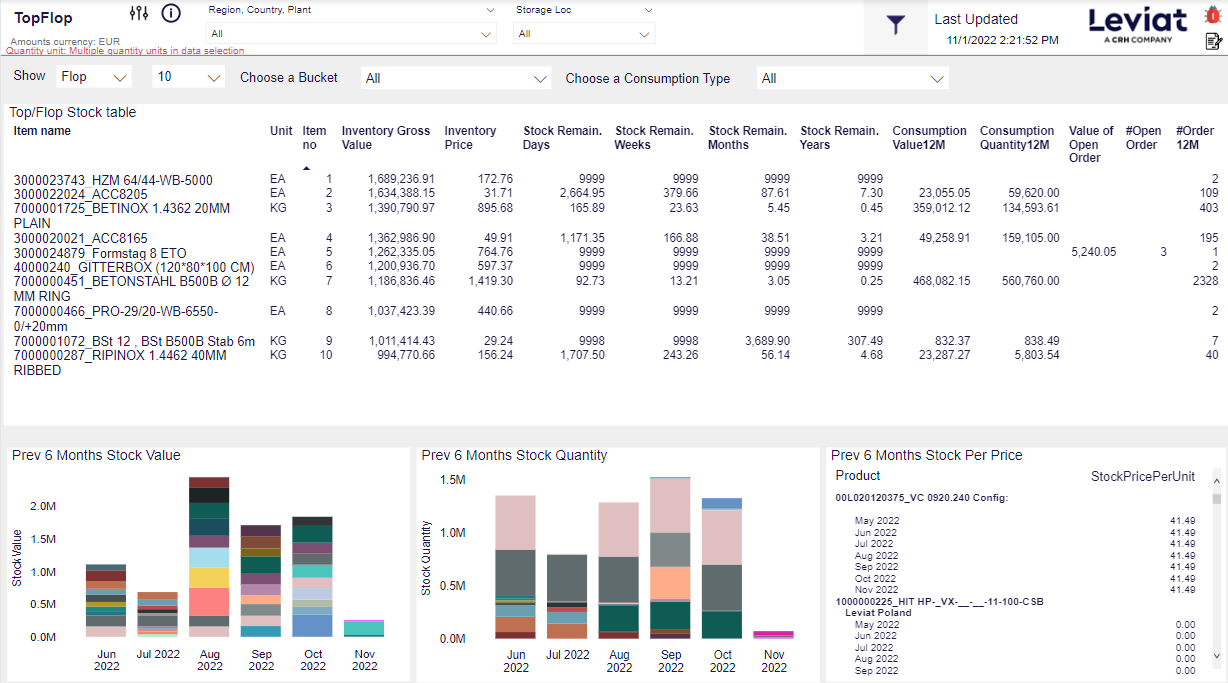 TopFlop
Amounts currency: EUR
Quantity unit: Multiple quantity units in data selection
Region, Country, Plant
All
Storage Loc
All
Last Updated
11/1/2022 2:21:52 PM
Leviat
A CRH COMPANY
Show Flop 10 Choose a Bucket All Choose a Consumption Type All
Top/Flop Stock table
Item name Unit Item no Inventory Gross Value Inventory Price Stock Remain. Days Stock Remain. Weeks Stock Remain. Months Stock Remain. Years Consumption Value12M Consumption Quantity12M Value of Open Order #Open Order #Order 12M
3000023743_HZM 64/44-WB-5000 EA 1 1,689,236.91 172.76 9999 9999 9999 9999 2
3000022024_ACC8205 EA 2 1,634,388.15 31.71 2,664.95 379.66 87.61 7.30 23,055.05 59,620.00 109
7000001725_BETINOX 1.4362 20MM KG 3 1,390,790.97 895.68 165.89 23.63 5.45 0.45 359,012.12 134,593.61 403
PLAIN
3000020021_ACC8165 EA 4 1,362,986.90 49.91 1,171.35 166.88 38.51 3.21 49,258.91 159,105.00 195
3000024879_Formstag 8 ETO EA 5 1,262,335.05 764.76 9999 9999 9999 9999 5,240.05 3 1
40000240_GITTERBOX (120*80*100 CM) EA 6 1,200,936.70 597.37 9999 9999 9999 9999 2
7000000451_BETONSTAHL B500B Ø 12 KG 7 1,186,836.46 1,419.30 92.73 13.21 3.05 0.25 468,082.15 560,760.00 2328
MM RING
7000000466_PRO-29/20-WB-6550- EA 8 1,037,423.39 440.66 9999 9999 9999 9999 2
0/+20mm
7000001072_BSt 12 , BSt B500B Stab 6m KG 9 1,011,414.43 29.24 9998 9998 3,689.90 307.49 832.37 838.49 7
7000000287_RIPINOX 1.4462 40MM KG 10 994,770.66 156.24 1,707.50 243.26 56.14 4.68 23,287.27 5,803.54 40
RIBBED
Prev 6 Months Stock Value
Stock Value
2.0M
1.5M
1.0M
0.5M
0.0M
Jun 2022 Jul 2022 Aug 2022 Sep 2022 Oct 2022 Nov 2022
Prev 6 Months Stock Quantity
Stock Quantity
1.5M
1.0M
0.5M
0.0M
Jun 2022 Jul 2022 Aug 2022 Sep 2022 Oct 2022 Nov 2022
Prev 6 Months Stock Per Price
Product StockPricePerUnit
00L020120375_VC 0920.240 Config:
May 2022 41.49
Jun 2022 41.49
Jul 2022 41.49
Aug 2022 41.49
Sep 2022 41.49
Oct 2022 41.49
Nov 2022 41.49
1000000225_HIT HP-_VX-__-__-11-100-CSB
Leviat Poland
May 2022 0.00
Jun 2022 0.00
Jul 2022 0.00
Aug 2022 0.00
Sep 2022 0.00